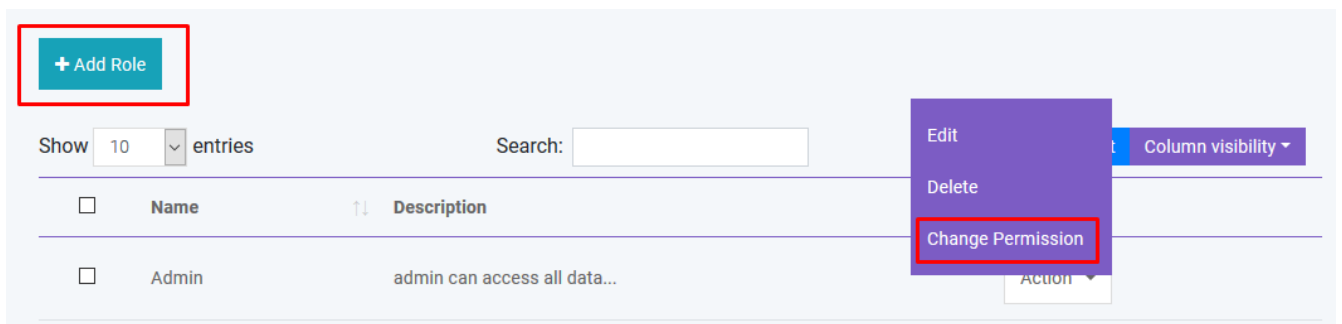 + Add Role
Show 10 entries Search:
Edit
t Column visibility
Delete
Name Description
Change Permission
Admin admin can access all data...
Action